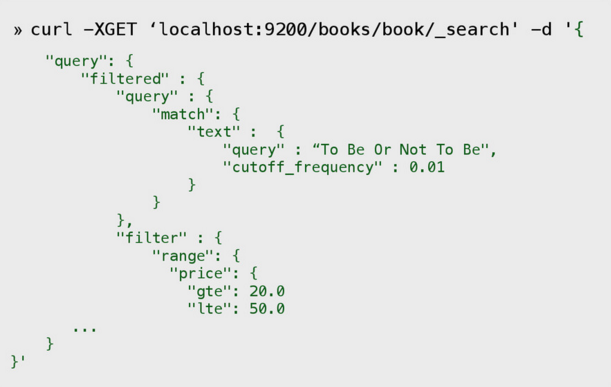 » curl -XGET ‘localhost:9200/books/book/_search' -d '{
"query": {
"filtered" : {
"query" : {
"match": {
"text" :  {
"query" : “To Be Or Not To Be",
"cutoff_frequency" : 0.01
}
}
},
"filter" : {
"range": {
"price": {
"gte": 20.0
"lte": 50.0
...
}
}'